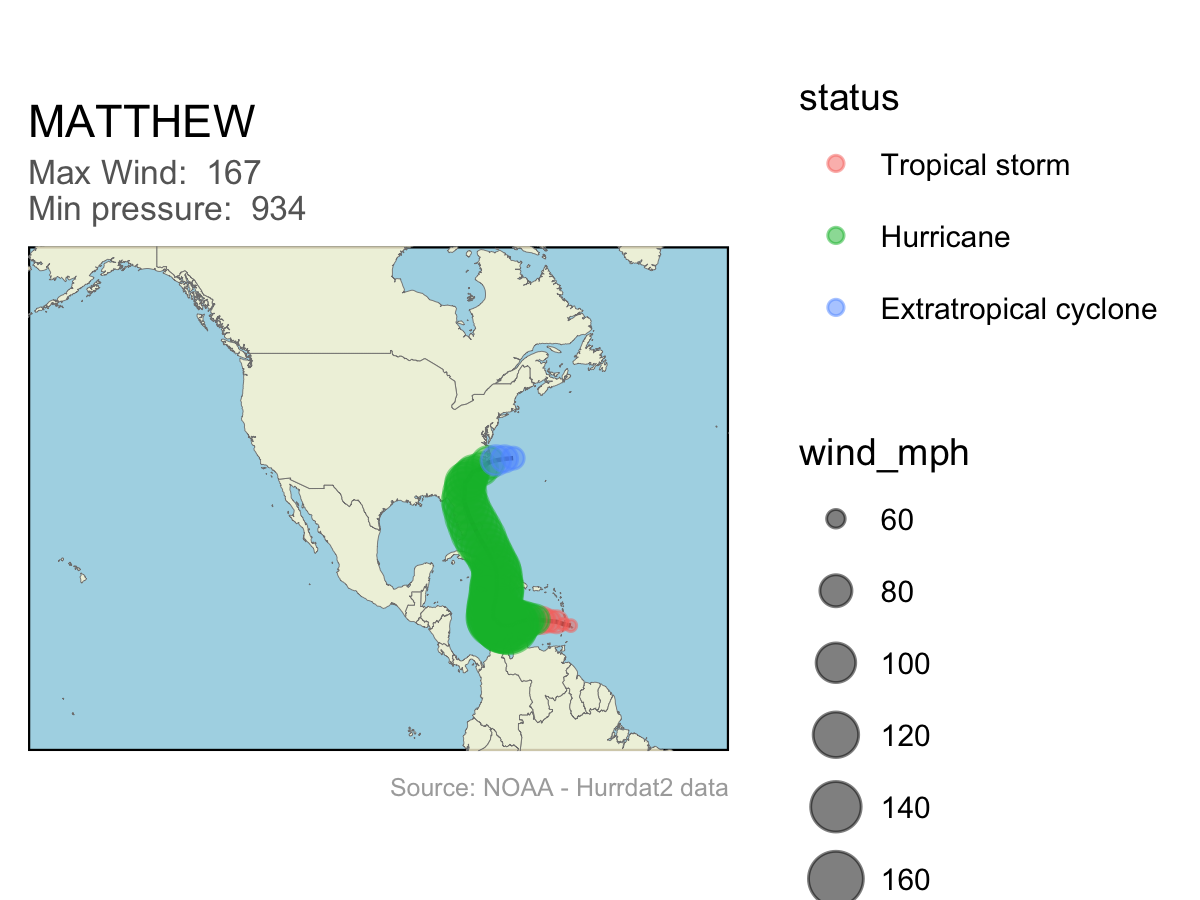 MATTHEW
Max Wind:  167
Min pressure:  934
Source: NOAA - Hurrdat2 data
status
Tropical storm
Hurricane
Extratropical cyclone
wind_mph
60
80
100
120
140
160